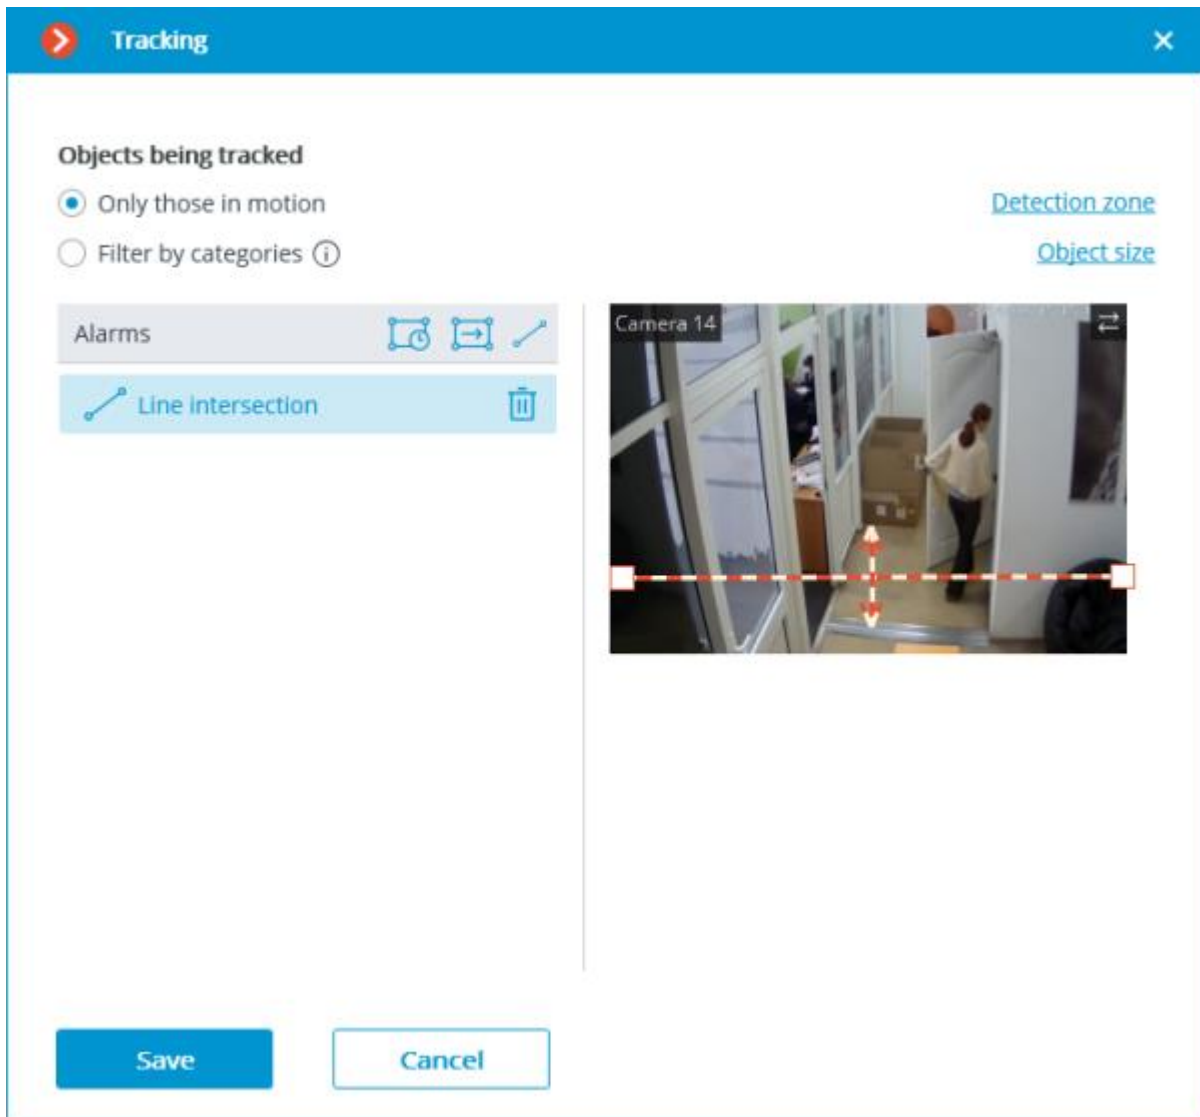 Tracking
Objects being tracked
Only those in motion
Detection zone
Filter by categories
Object size
Alarms
Line intersection
Camera 14
Save
Cancel